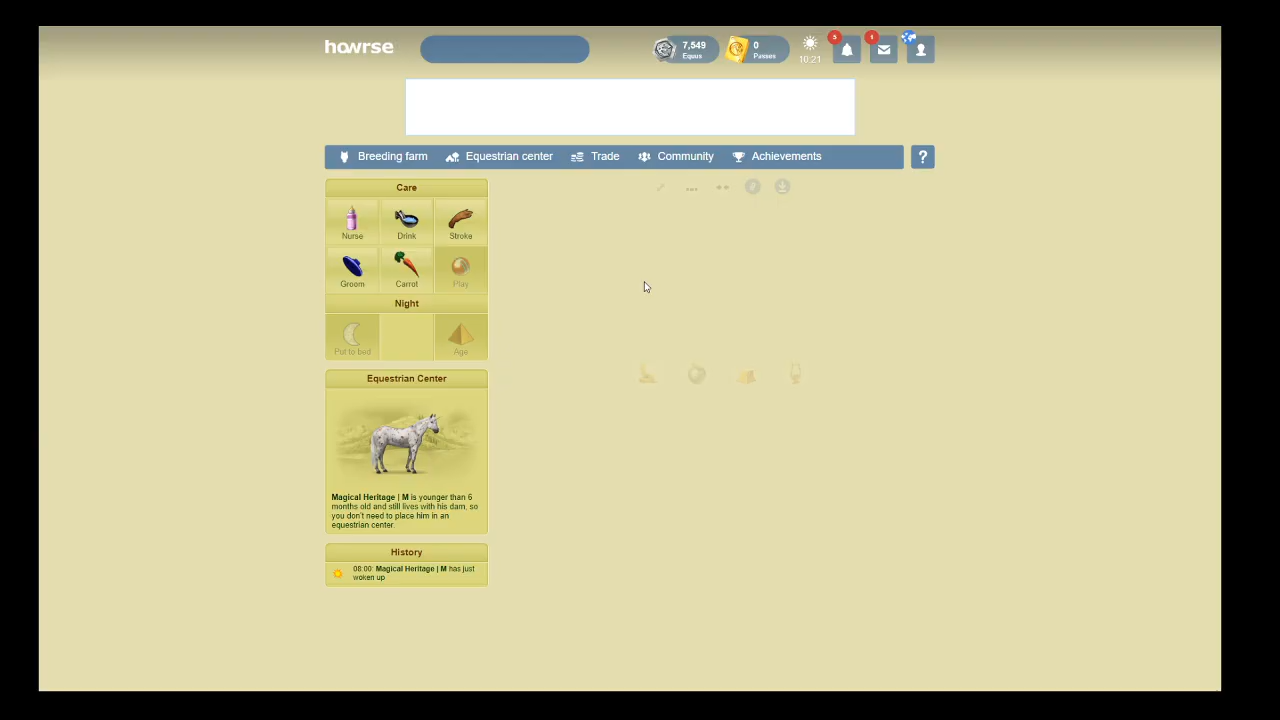 howrse
7,549
Equus
0
Passes
10:21
5
1
Breeding farm
Equestrian center
Trade
Community
Achievements
?
Care
Nurse
Drink
Stroke
Groom
Carrot
Play
Night
Put to bed
Age
Equestrian Center
Magical Heritage | M is younger than 6
months old and still lives with his dam, so
you don't need to place him in an
equestrian center.
History
08:00: Magical Heritage | M has just
woken up